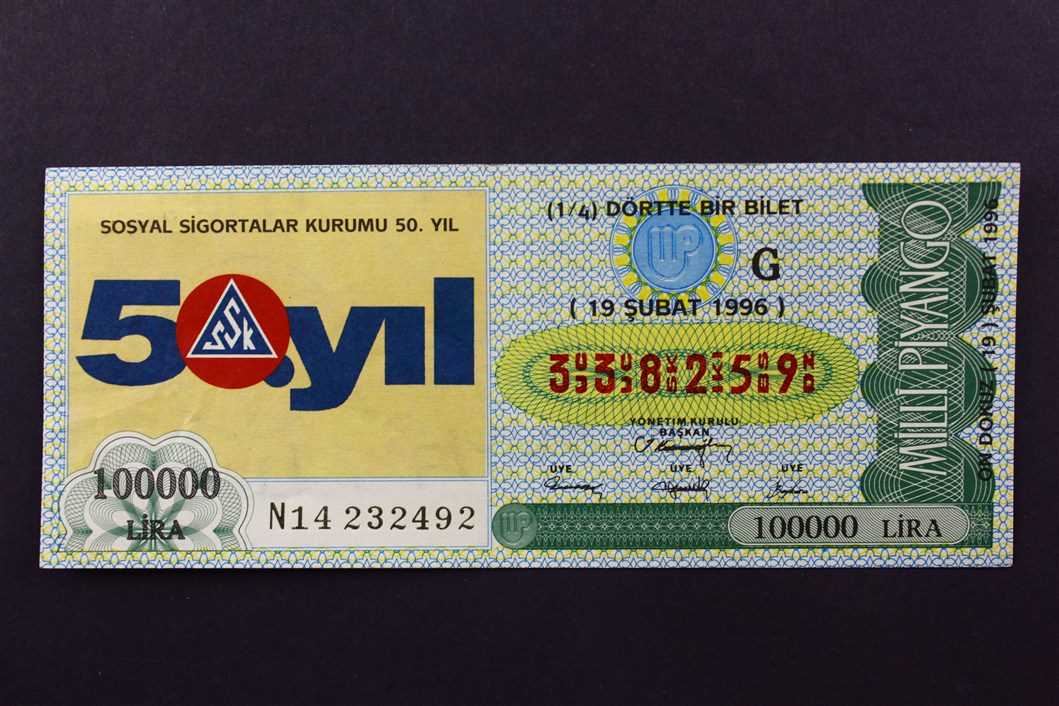 SOSYAL SİGORTALAR KURUMU 50. YIL
50.yıl
SSK
100000
LİRA
N14 232492
(1/4) DÖRTTE BİR BİLET
MP
G
( 19 ŞUBAT 1996 )
3 3 8 2 5 9
YÖNETİM KURULU
BAŞKAN
ÜYE ÜYE ÜYE
MP
100000 LİRA
MİLLİ PİYANGO
ON DOKUZ ( 19 ) ŞUBAT 1996